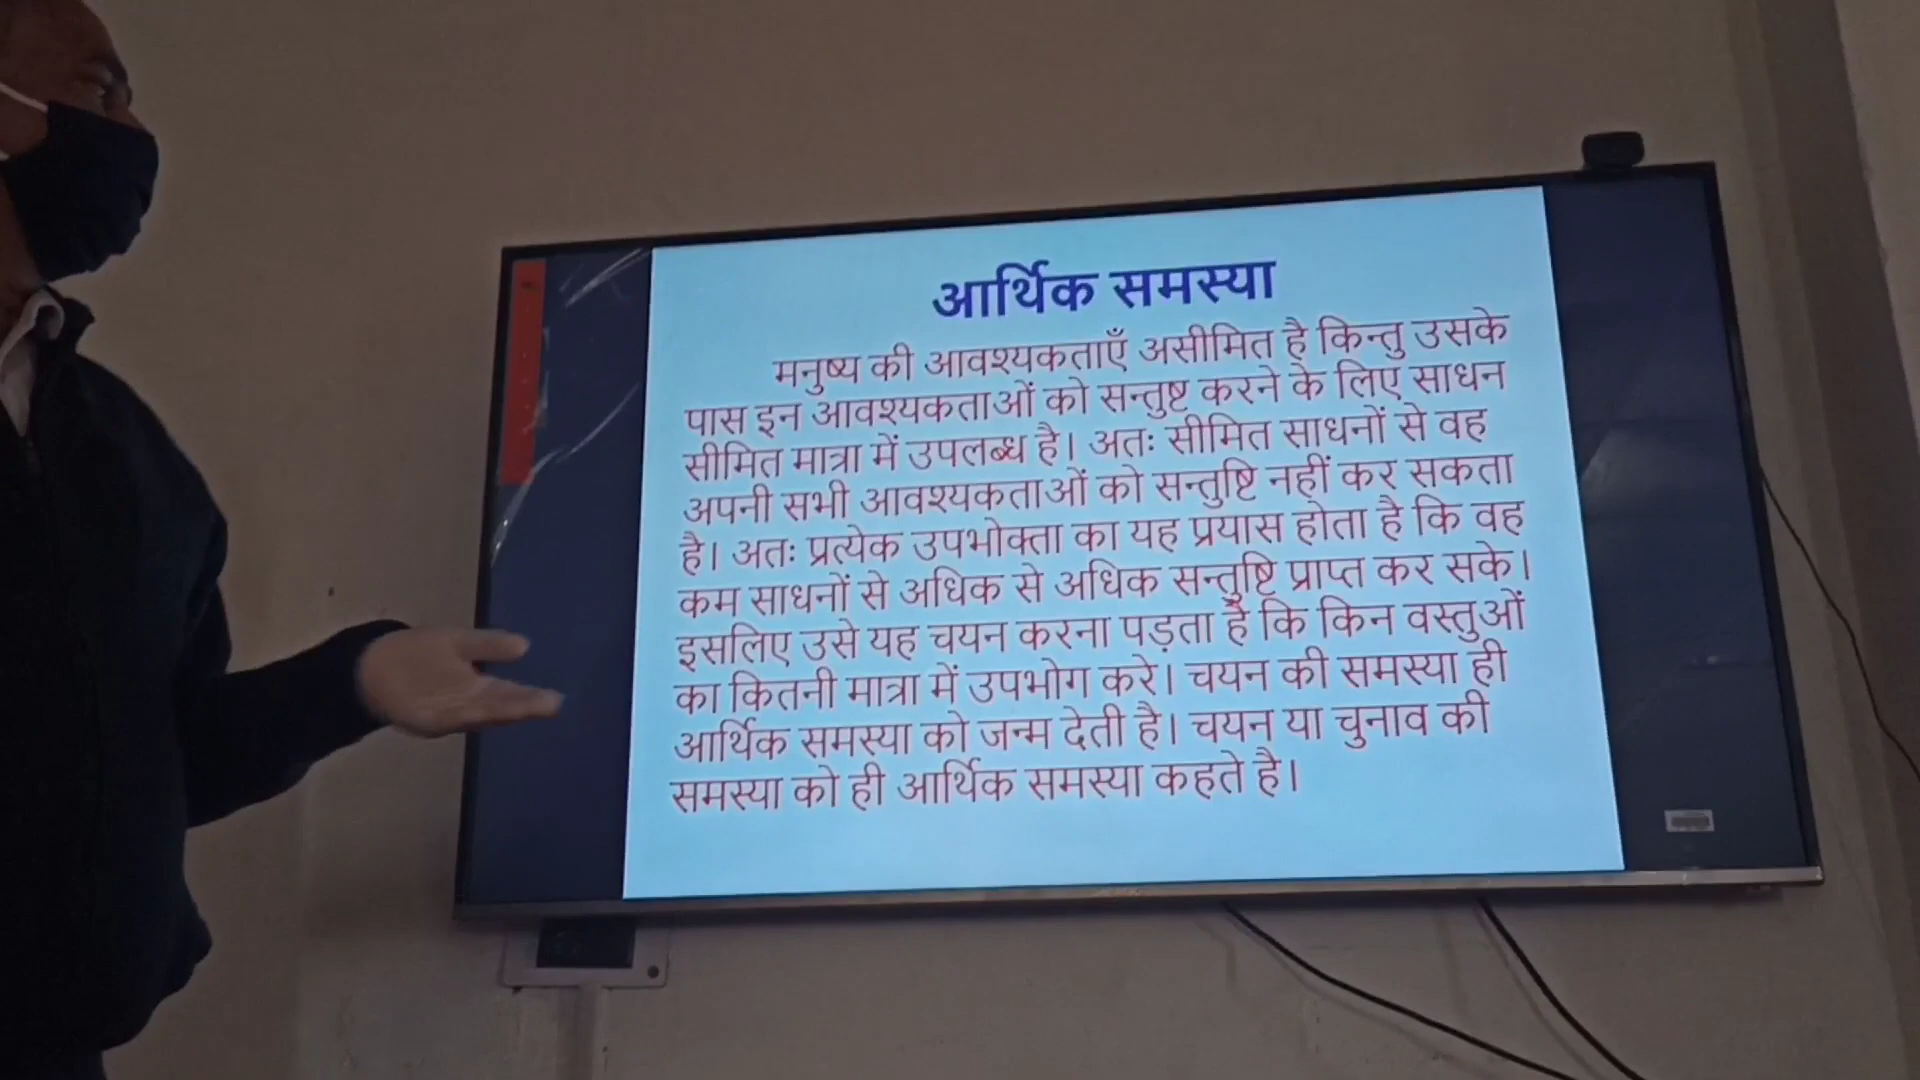 आर्थिक समस्या
मनुष्य की आवश्यकताएँ असीमित है किन्तु उसके
पास इन आवश्यकताओं को सन्तुष्ट करने के लिए साधन
सीमित मात्रा में उपलब्ध है। अतः सीमित साधनों से वह
अपनी सभी आवश्यकताओं को सन्तुष्टि नहीं कर सकता
है। अतः प्रत्येक उपभोक्ता का यह प्रयास होता है कि वह
कम साधनों से अधिक से अधिक सन्तुष्टि प्राप्त कर सके।
इसलिए उसे यह चयन करना पड़ता है कि किन वस्तुओं
का कितनी मात्रा में उपभोग करे। चयन की समस्या ही
आर्थिक समस्या को जन्म देती है। चयन या चुनाव की
समस्या को ही आर्थिक समस्या कहते है।